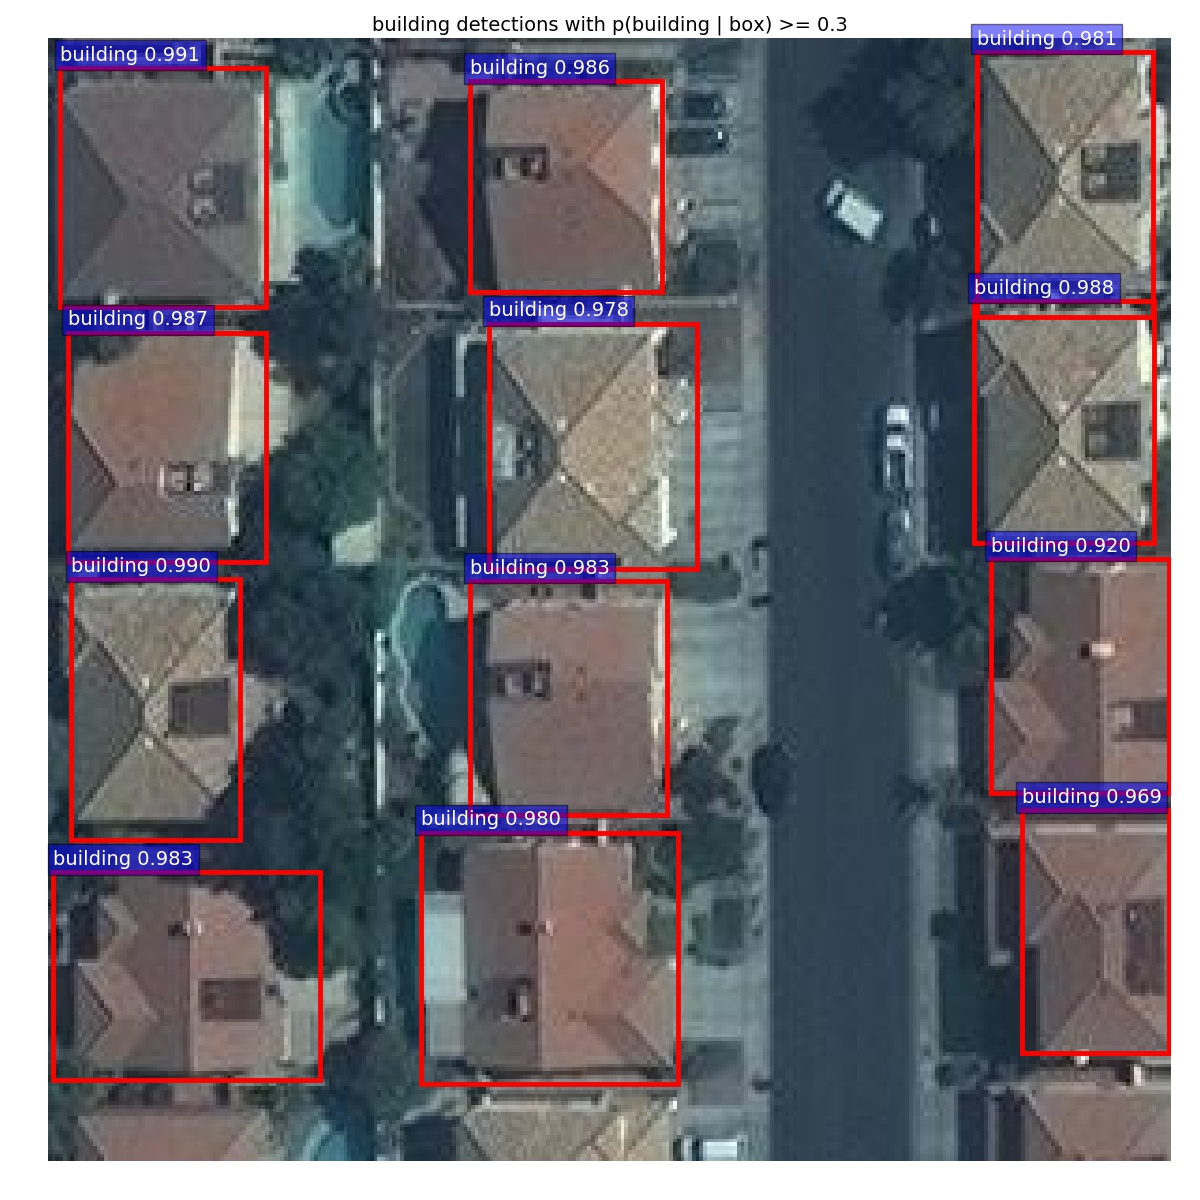 building detections with p(building | box) >= 0.3
building 0.991
building 0.986
building 0.981
building 0.987
building 0.978
building 0.988
building 0.990
building 0.983
building 0.920
building 0.983
building 0.980
building 0.969